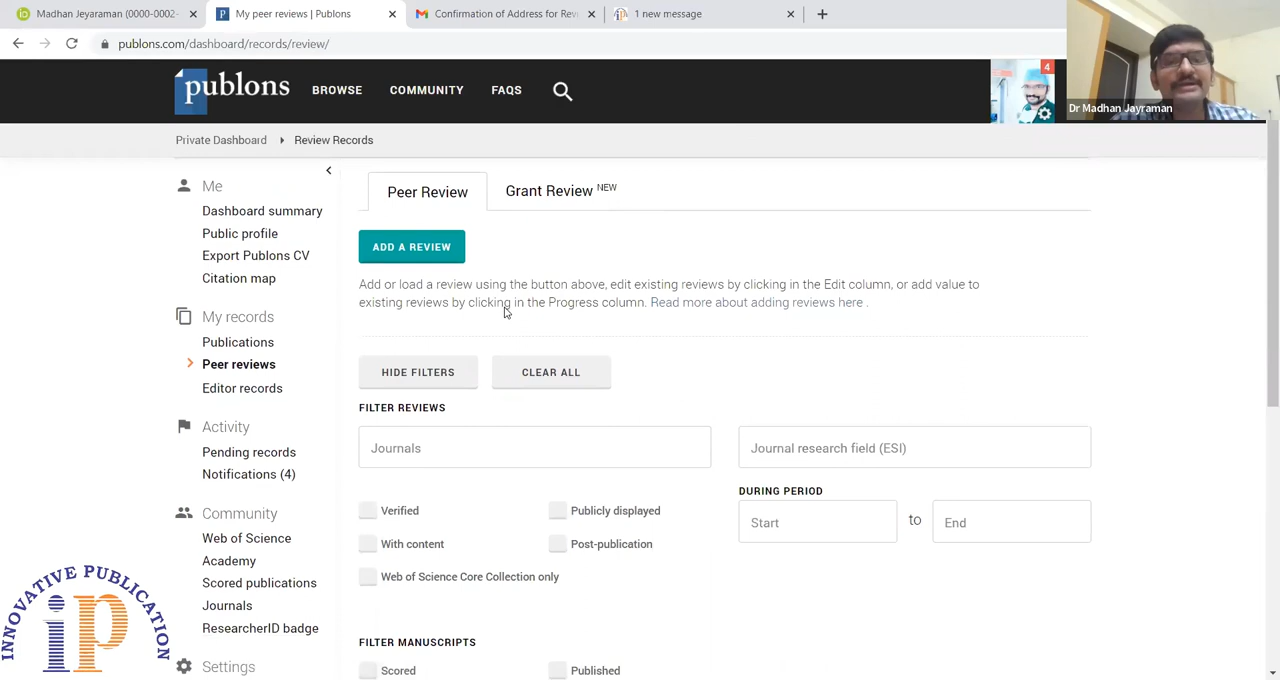 Madhan Jeyaraman (0000-0002-
My peer reviews | Publons
Confirmation of Address for Rev
1 new message
publons.com/dashboard/records/review/
publons
BROWSE
COMMUNITY
FAQS
4
Dr Madhan Jayraman
Private Dashboard
Review Records
Me
Dashboard summary
Public profile
Export Publons CV
Citation map
My records
Publications
Peer reviews
Editor records
Activity
Pending records
Notifications (4)
Community
Web of Science
Academy
Scored publications
Journals
ResearcherID badge
Settings
Peer Review
Grant Review NEW
ADD A REVIEW
Add or load a review using the button above, edit existing reviews by clicking in the Edit column, or add value to
existing reviews by clicking in the Progress column. Read more about adding reviews here .
HIDE FILTERS
CLEAR ALL
FILTER REVIEWS
Journals
Journal research field (ESI)
DURING PERIOD
Start
to
End
Verified
Publicly displayed
With content
Post-publication
Web of Science Core Collection only
FILTER MANUSCRIPTS
Scored
Published
INNOVATIVE PUBLICATION
iP